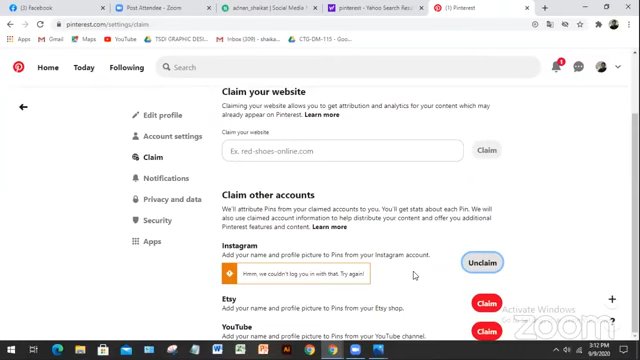 Facebook
Post Attendee - Zoom
adnan_shaikat | Social Media
pinterest - Yahoo Search Res
(1) Pinterest
pinterest.com/settings/claim
Apps
Gmail
Maps
YouTube
TSDI GRAPHIC DESI
Inbox (309) - shaika
CTG-DM-115 - Goo
Home
Today
Following
Search
1
Claim your website
Claiming your website allows you to get attribution and analytics for your content which may
already appear on Pinterest. Learn more
Edit profile
Account settings
Claim
Notifications
Privacy and data
Security
Apps
Claim your website
Ex. red-shoes-online.com
Claim
Claim other accounts
We'll attribute Pins from your claimed accounts to you. You'll get stats about each Pin. We will
also use claimed account information to help distribute your content and offer you additional
Pinterest features and content. Learn more
Instagram
Add your name and profile picture to Pins from your Instagram account.
Unclaim
Hmm, we couldn't log you in with that. Try again!
Etsy
Add your name and profile picture to Pins from your Etsy shop.
Claim
YouTube
Add your name and profile picture to Pins from your YouTube channel.
Claim
Activate Windows
zoom
?
3:12 PM
9/9/2020